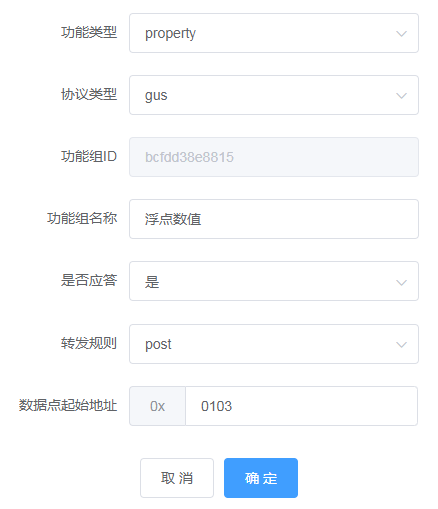 功能类型 property
协议类型 gus
功能组ID bcfdd38e8815
功能组名称 浮点数值
是否应答 是
转发规则 post
数据点起始地址 0x 0103
取 消 确 定